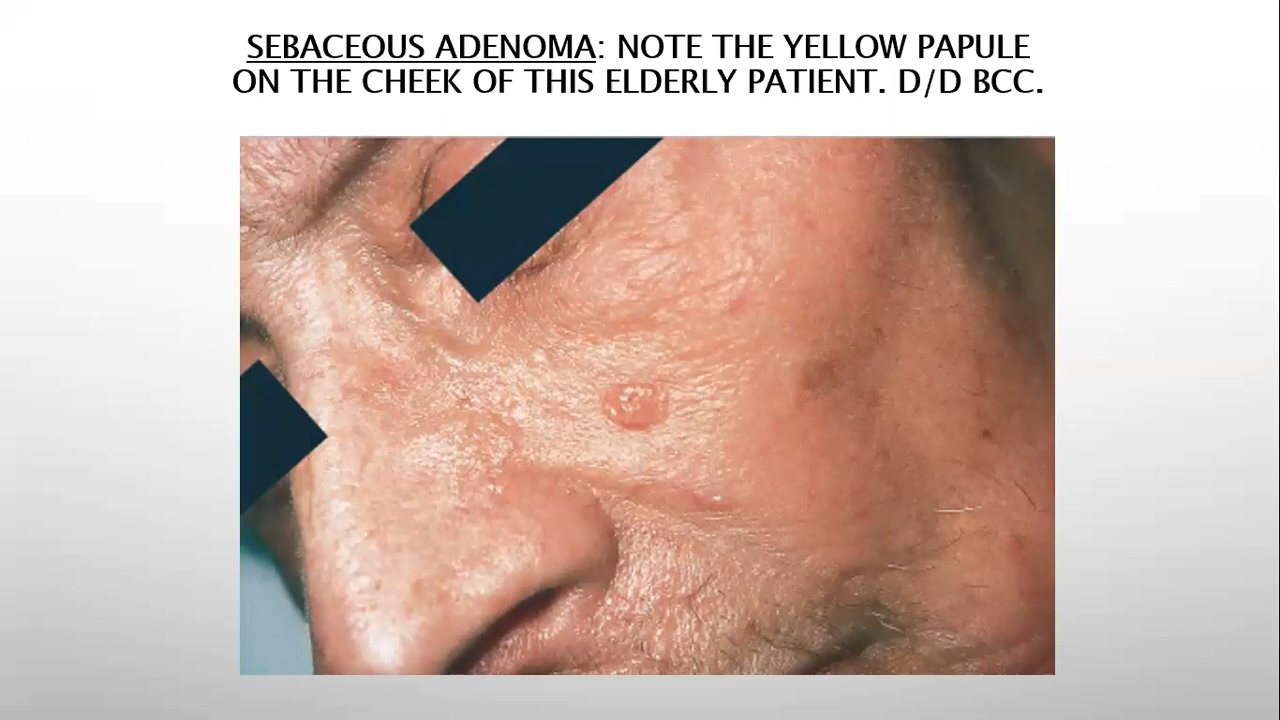 SEBACEOUS ADENOMA: NOTE THE YELLOW PAPULE
ON THE CHEEK OF THIS ELDERLY PATIENT. D/D BCC.